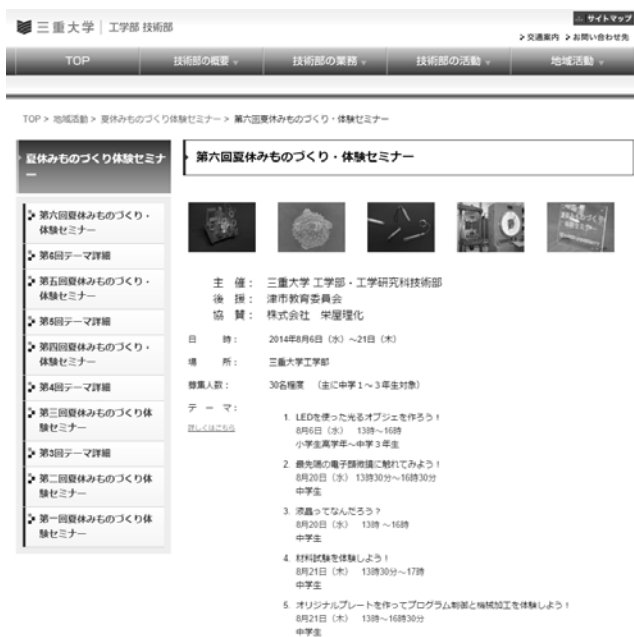 三重大学 工学部 技術部
サイトマップ
交通案内 お問い合わせ先
TOP 技術部の概要 技術部の業務 技術部の活動 地域活動
TOP > 地域活動 > 夏休みものづくり体験セミナー > 第六回夏休みものづくり・体験セミナー
夏休みものづくり体験セミナー
第六回夏休みものづくり・
体験セミナー
第6回テーマ詳細
第五回夏休みものづくり・
体験セミナー
第5回テーマ詳細
第四回夏休みものづくり・
体験セミナー
第4回テーマ詳細
第三回夏休みものづくり体
験セミナー
第3回テーマ詳細
第二回夏休みものづくり体
験セミナー
第一回夏休みものづくり体
験セミナー
第六回夏休みものづくり・体験セミナー
主 催: 三重大学 工学部・工学研究科技術部
後 援: 津市教育委員会
協 賛: 株式会社 栄屋理化
日 時: 2014年8月6日(水)~21日(木)
場 所: 三重大学工学部
募集人数: 30名程度 (主に中学1~3年生対象)
テ ー マ:
詳しくはこちら
1. LEDを使った光るオブジェを作ろう!
8月6日(水) 13時~16時
小学生高学年~中学3年生
2. 最先端の電子顕微鏡に触れてみよう!
8月20日(水) 13時30分~16時30分
中学生
3. 液晶ってなんだろう?
8月20日(水) 13時~16時
中学生
4. 材料試験を体験しよう!
8月21日(木) 13時30分~17時
中学生
5. オリジナルプレートを作ってプログラム制御と機械加工を体験しよう!
8月21日(木) 13時~16時30分
中学生